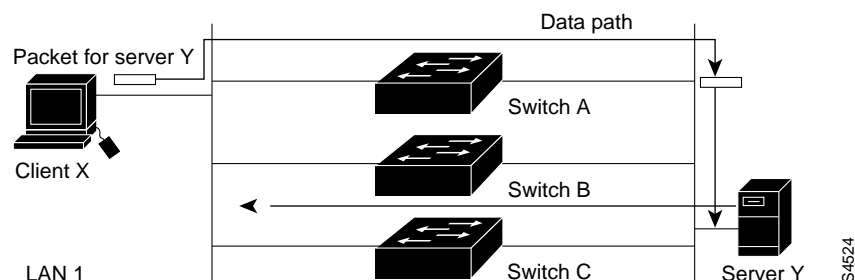 Data path
Packet for server Y
Switch A
Client X
Switch B
LAN 1
Switch C
Server Y
S4524